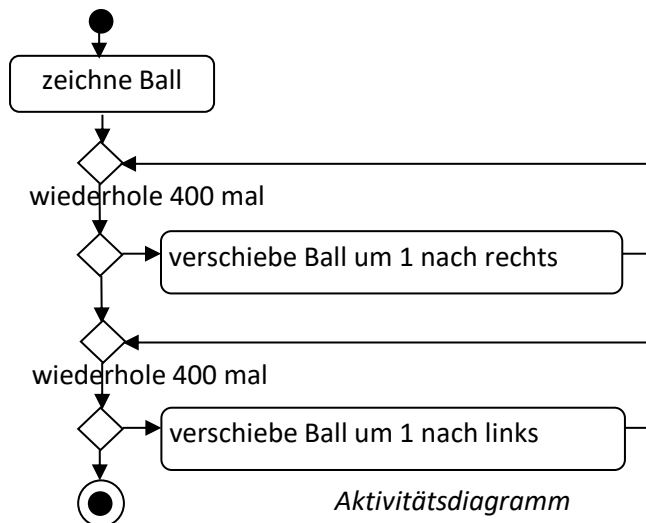 zeichne Ball
wiederhole 400 mal
verschiebe Ball um 1 nach rechts
wiederhole 400 mal
verschiebe Ball um 1 nach links
Aktivitätsdiagramm